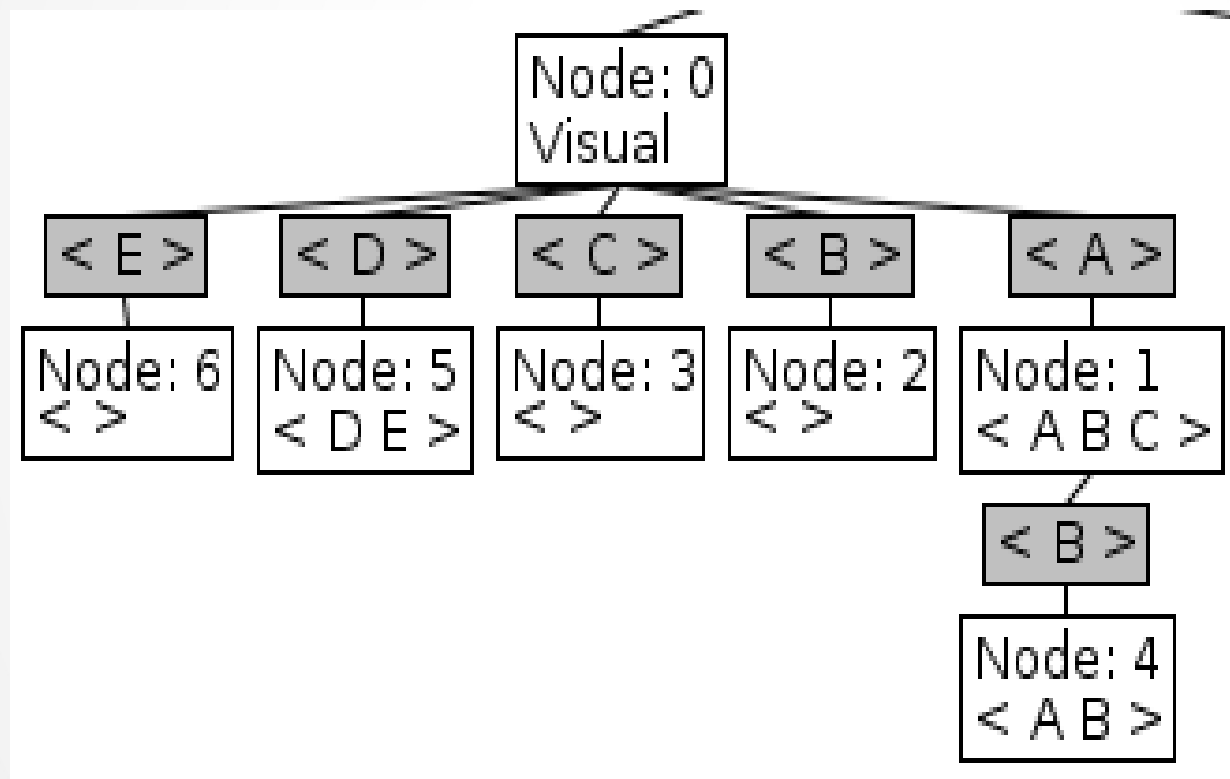 Node: 0
Visual
< E >
< D >
< C >
< B >
< A >
Node: 6
< >
Node: 5
< D E >
Node: 3
< >
Node: 2
< >
Node: 1
< A B C >
< B >
Node: 4
< A B >